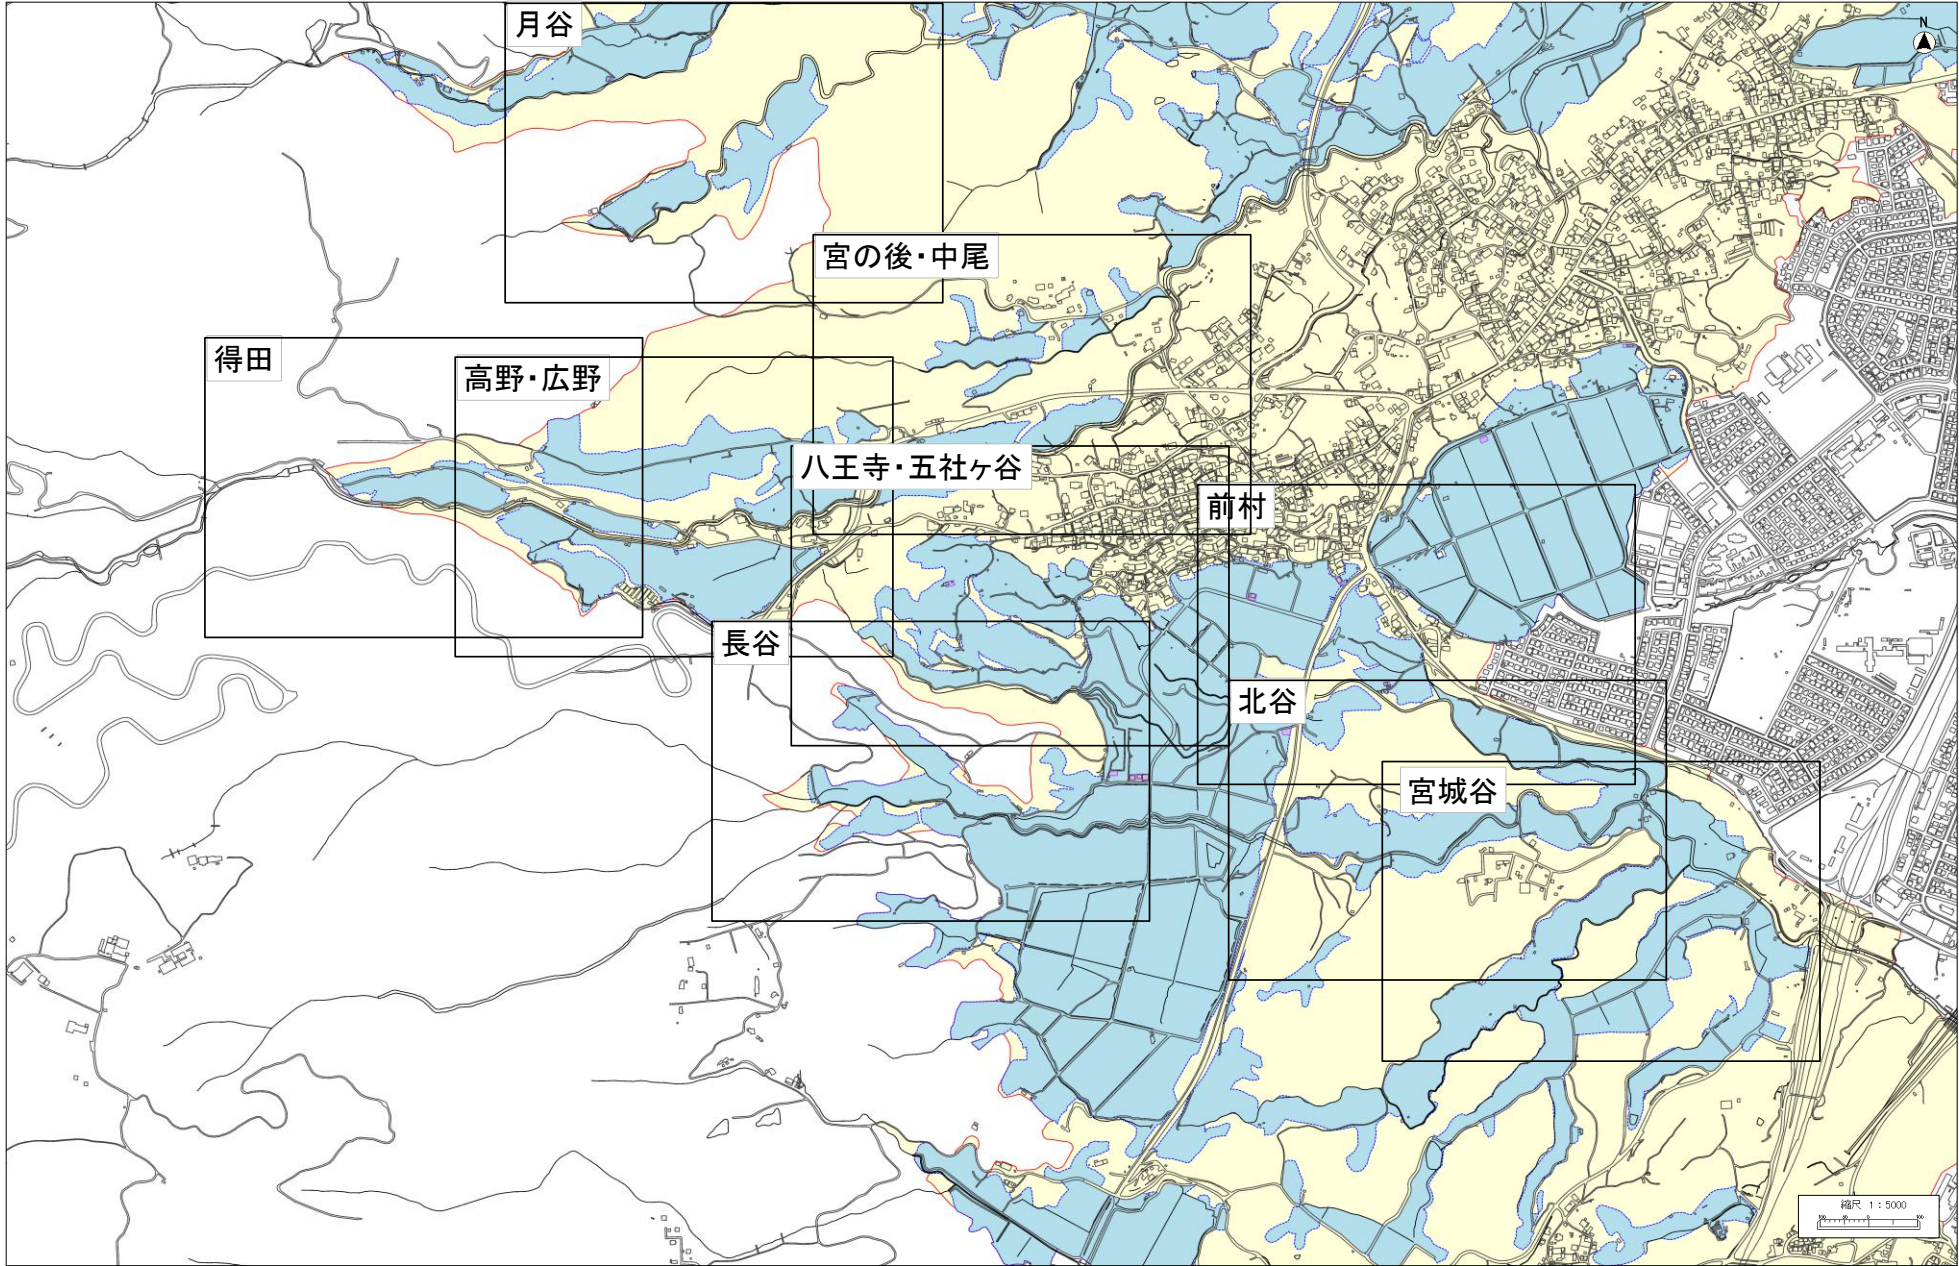 月谷
N
宮の後・中尾
得田
高野・広野
八王寺・五社ヶ谷
前村
長谷
北谷
宮城谷
縮尺 1：5000